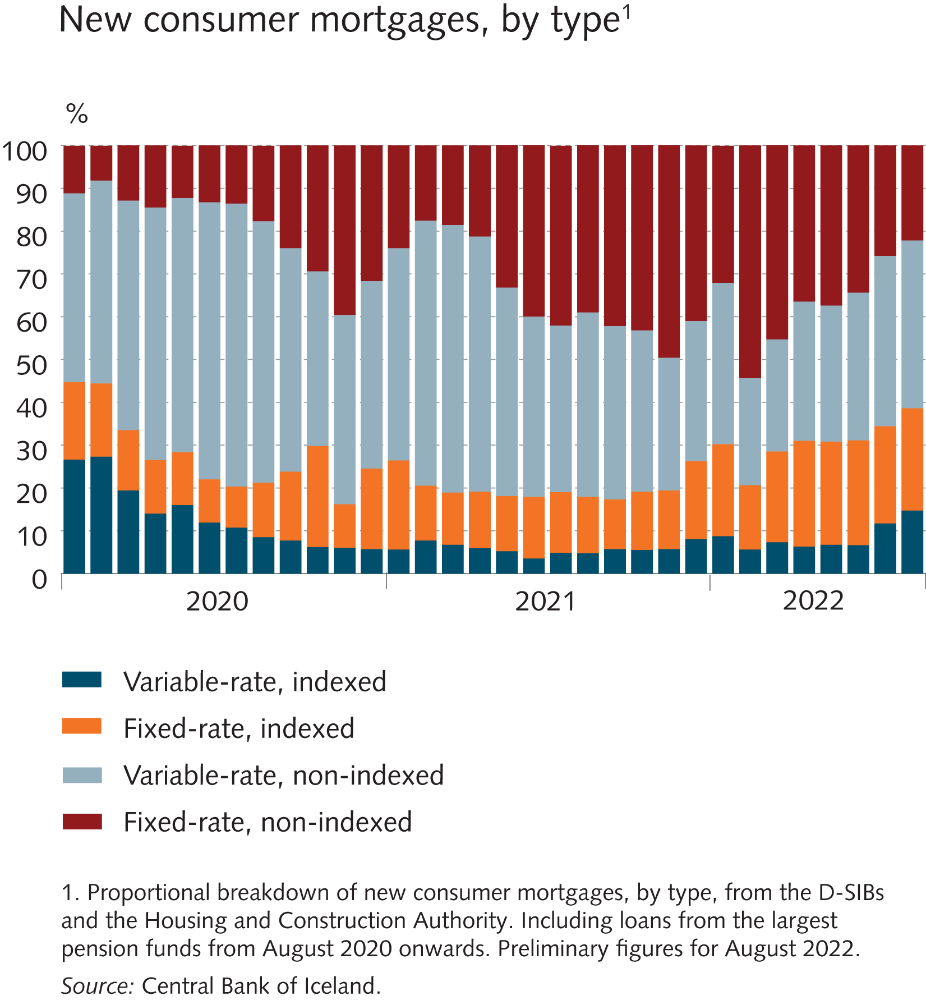 New consumer mortgages, by type¹
%
100
90
80
70
60
50
40
30
20
10
0
2020
2021
2022
Variable-rate, indexed
Fixed-rate, indexed
Variable-rate, non-indexed
Fixed-rate, non-indexed
1. Proportional breakdown of new consumer mortgages, by type, from the D-SIBs
and the Housing and Construction Authority. Including loans from the largest
pension funds from August 2020 onwards. Preliminary figures for August 2022.
Source: Central Bank of Iceland.